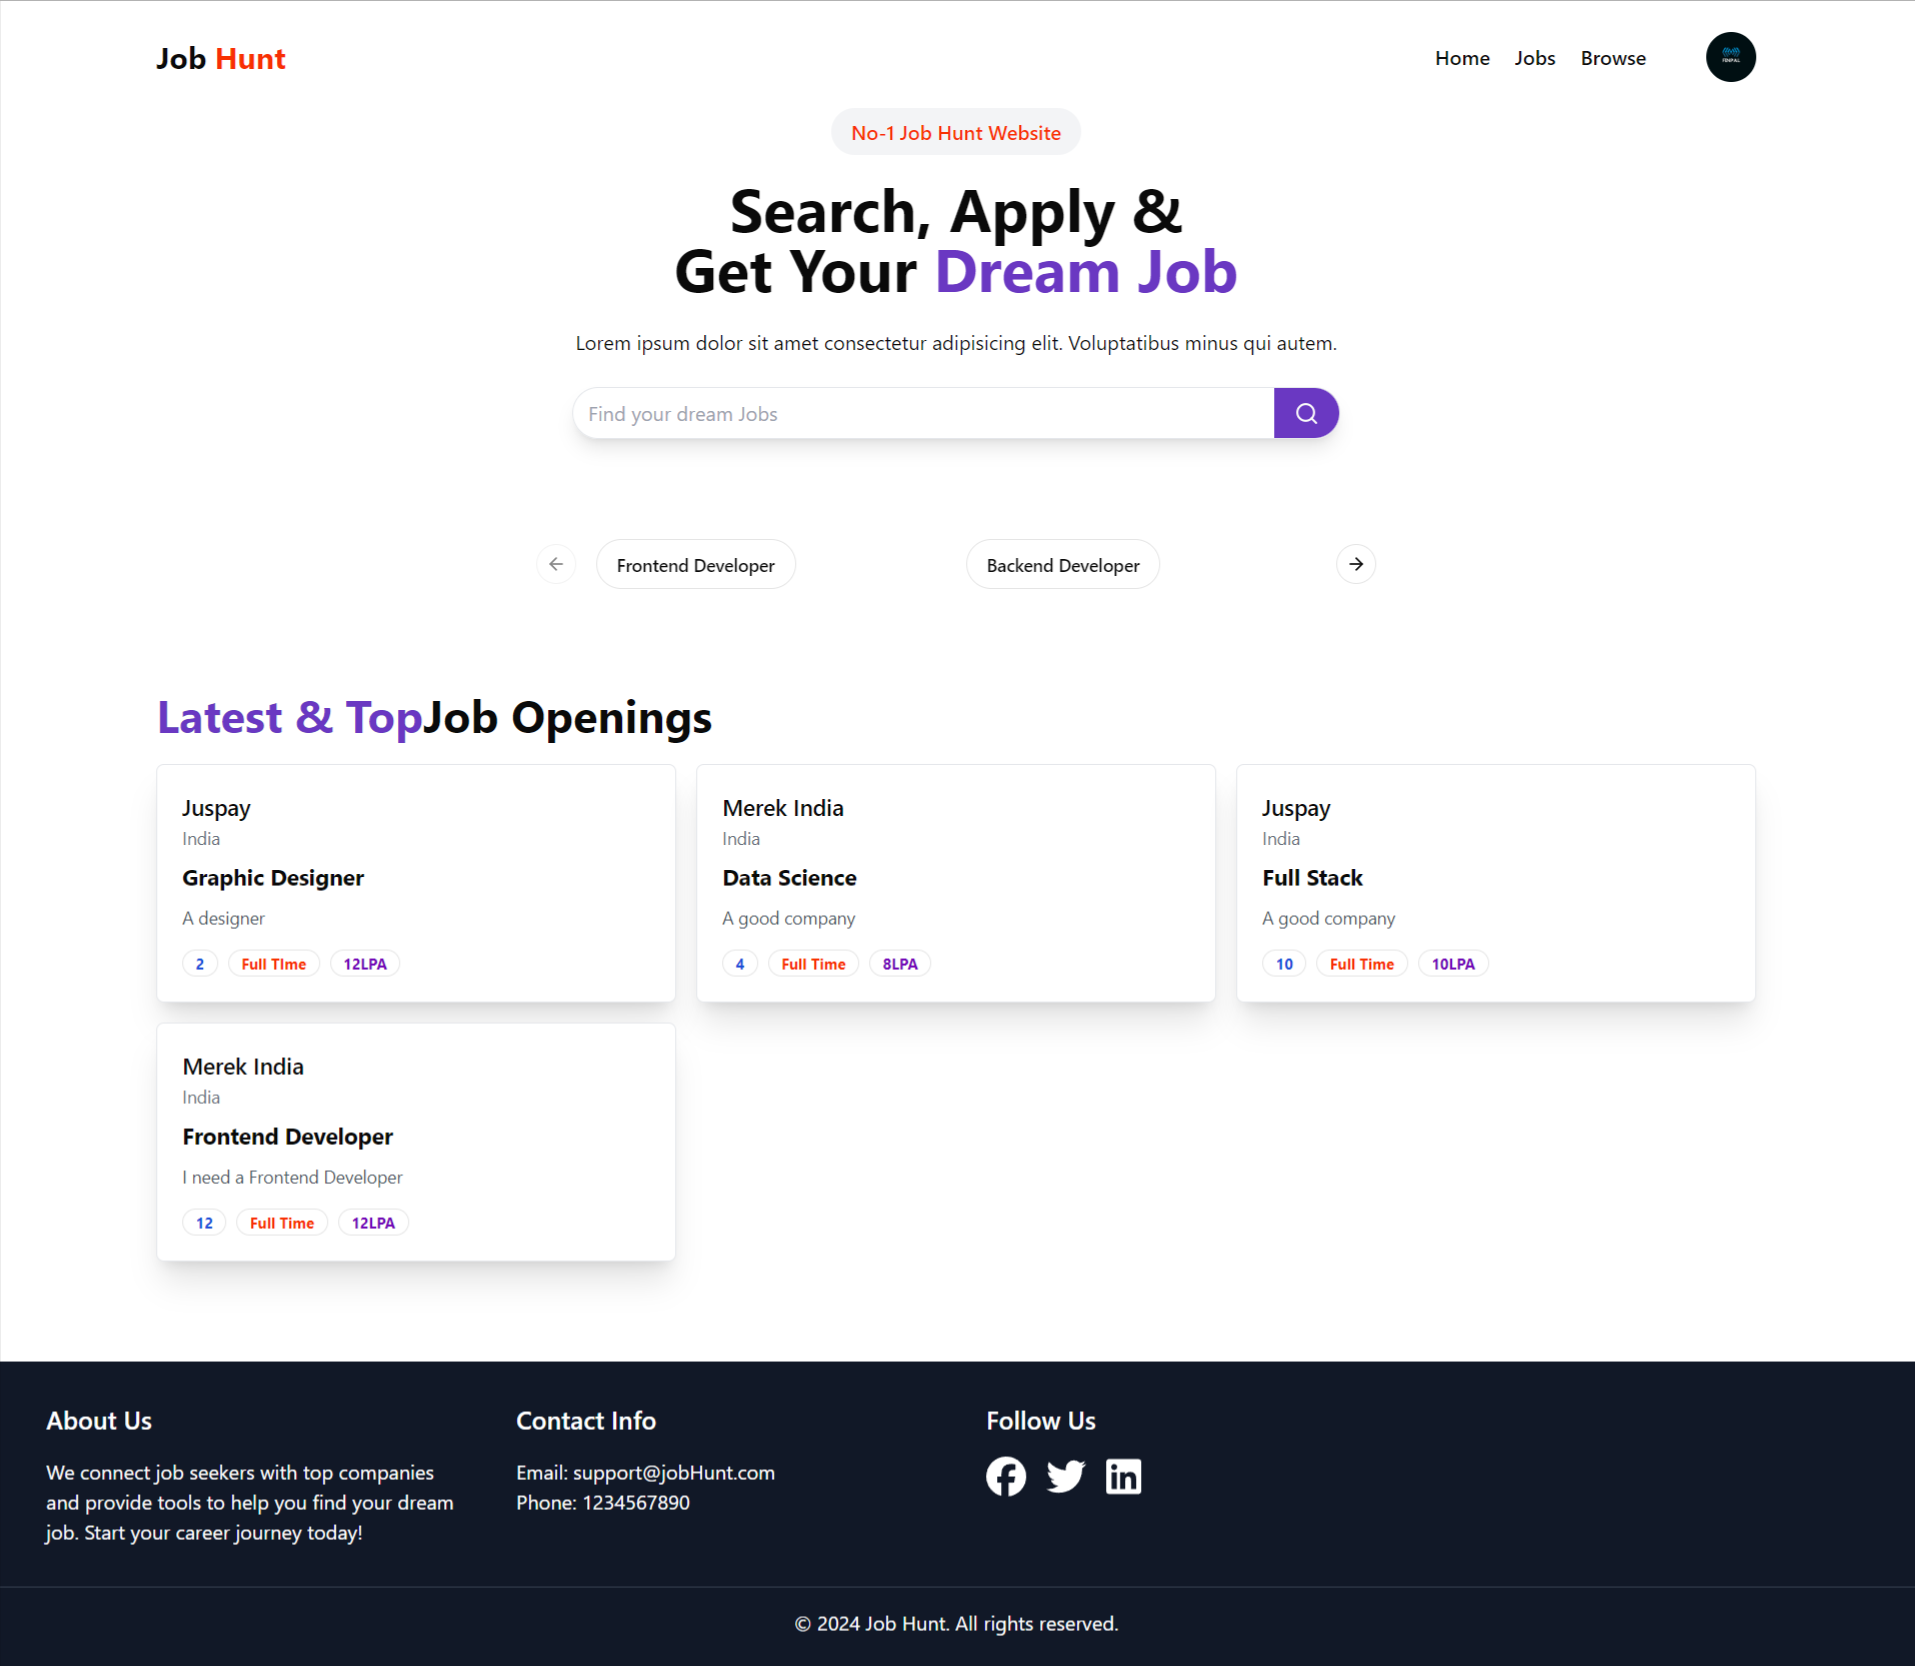 Job Hunt
Home
Jobs
Browse
No-1 Job Hunt Website
Search, Apply &
Get Your Dream Job
Lorem ipsum dolor sit amet consectetur adipisicing elit. Voluptatibus minus qui autem.
Find your dream Jobs
Frontend Developer
Backend Developer
Latest & TopJob Openings
Juspay
India
Graphic Designer
A designer
2
Full TIme
12LPA
Merek India
India
Data Science
A good company
4
Full Time
8LPA
Juspay
India
Full Stack
A good company
10
Full Time
10LPA
Merek India
India
Frontend Developer
I need a Frontend Developer
12
Full Time
12LPA
About Us
We connect job seekers with top companies
and provide tools to help you find your dream
job. Start your career journey today!
Contact Info
Email: support@jobHunt.com
Phone: 1234567890
Follow Us
© 2024 Job Hunt. All rights reserved.